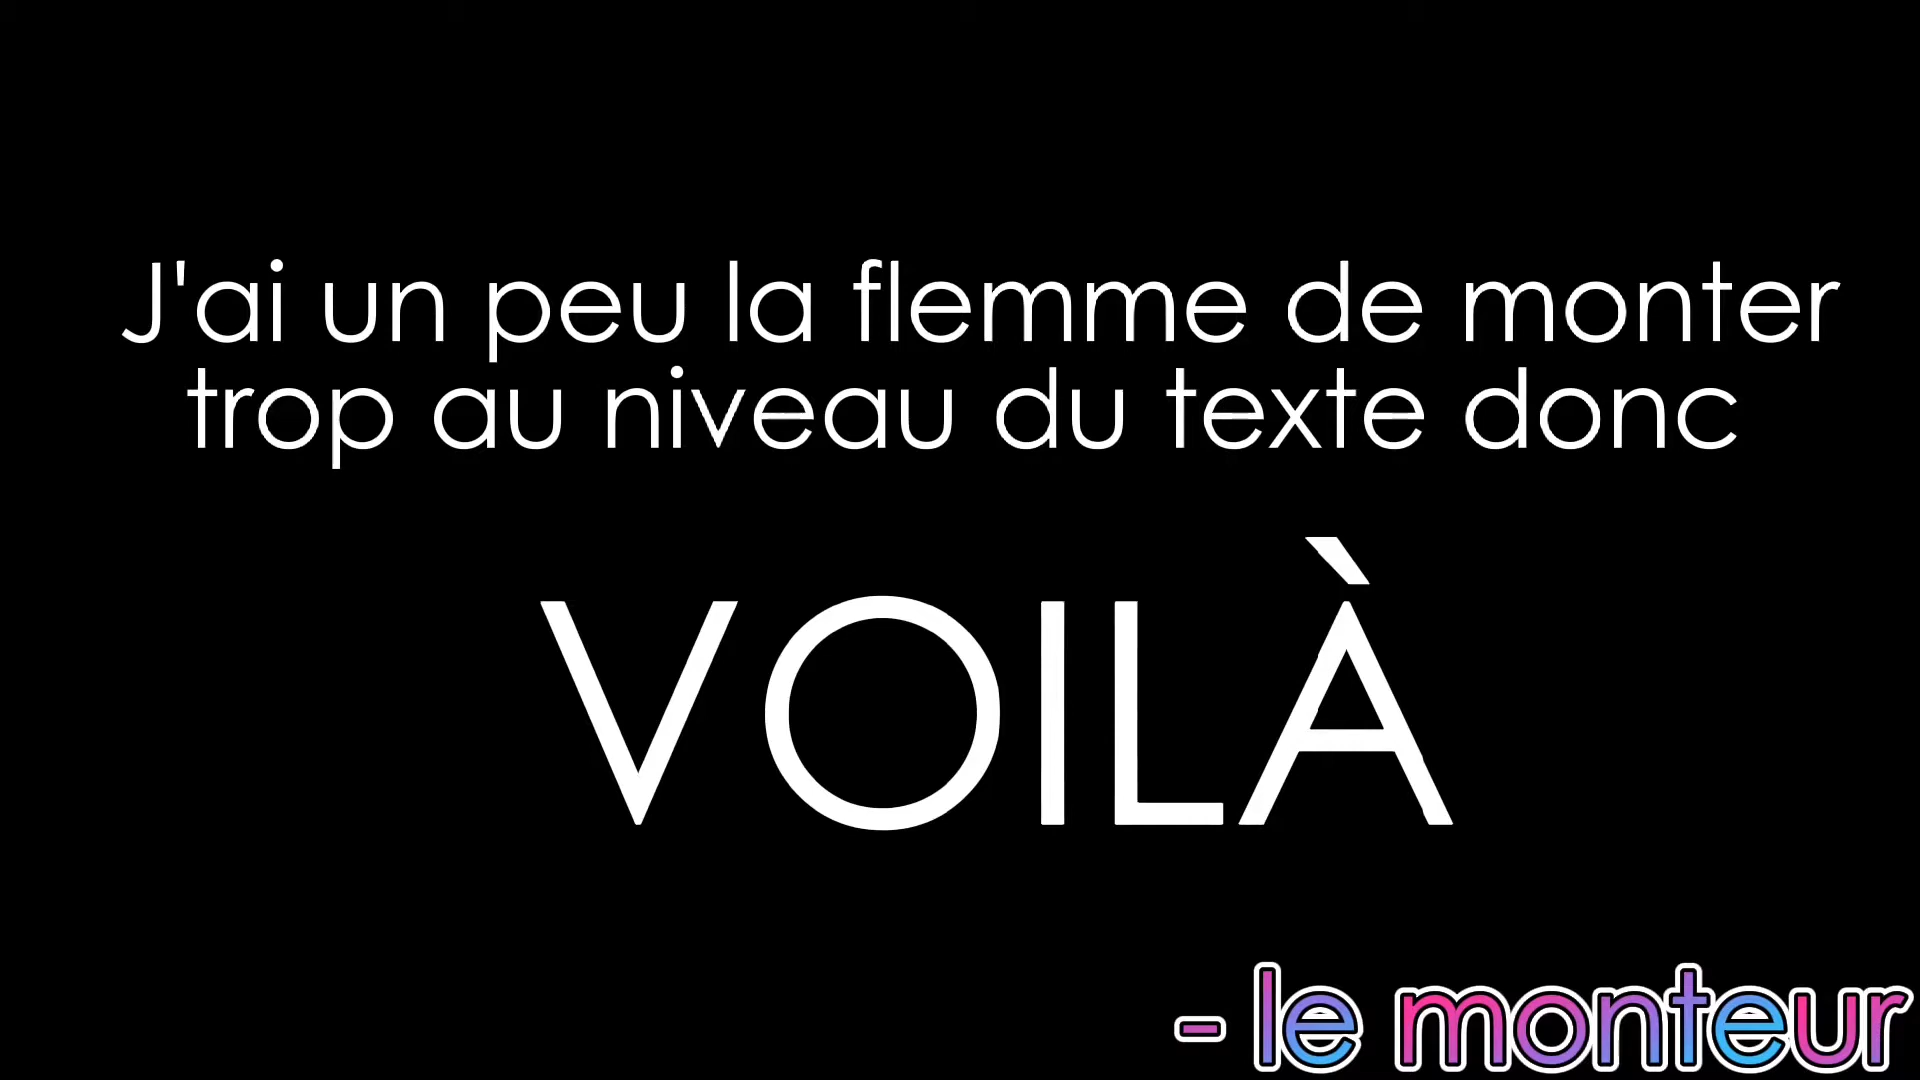 J'ai un peu la flemme de monter
trop au niveau du texte donc
VOILÀ
- le monteur